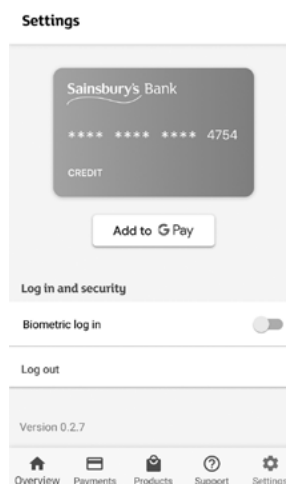 Settings
Sainsbury's Bank
**** **** **** 4754
CREDIT
Add to G Pay
Log in and security
Biometric log in
Log out
Version 0.2.7
Overview Payments Products Support Settings